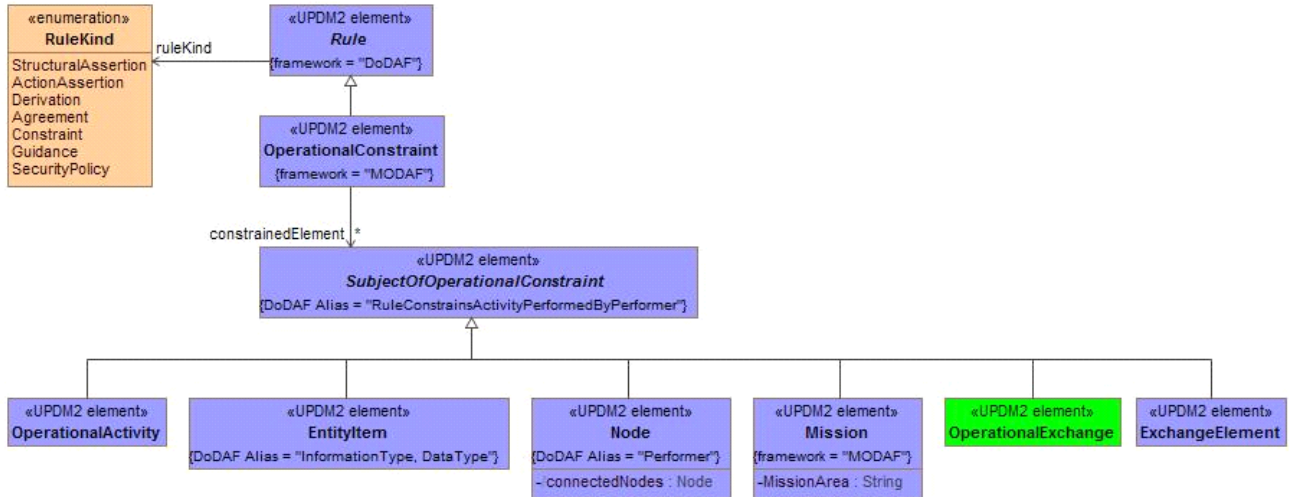 «enumeration»
RuleKind
StructuralAssertion
ActionAssertion
Derivation
Agreement
Constraint
Guidance
SecurityPolicy
ruleKind
«UPDM2 element»
Rule
{framework = "DoDAF"}
«UPDM2 element»
OperationalConstraint
{framework = "MODAF"}
constrainedElement *
«UPDM2 element»
SubjectOfOperationalConstraint
{DoDAF Alias = "RuleConstrainsActivityPerformedByPerformer"}
«UPDM2 element»
OperationalActivity
«UPDM2 element»
EntityItem
{DoDAF Alias = "InformationType, DataType"}
«UPDM2 element»
Node
{DoDAF Alias = "Performer"}
-/connectedNodes : Node
«UPDM2 element»
Mission
{framework = "MODAF"}
-MissionArea : String
«UPDM2 element»
OperationalExchange
«UPDM2 element»
ExchangeElement